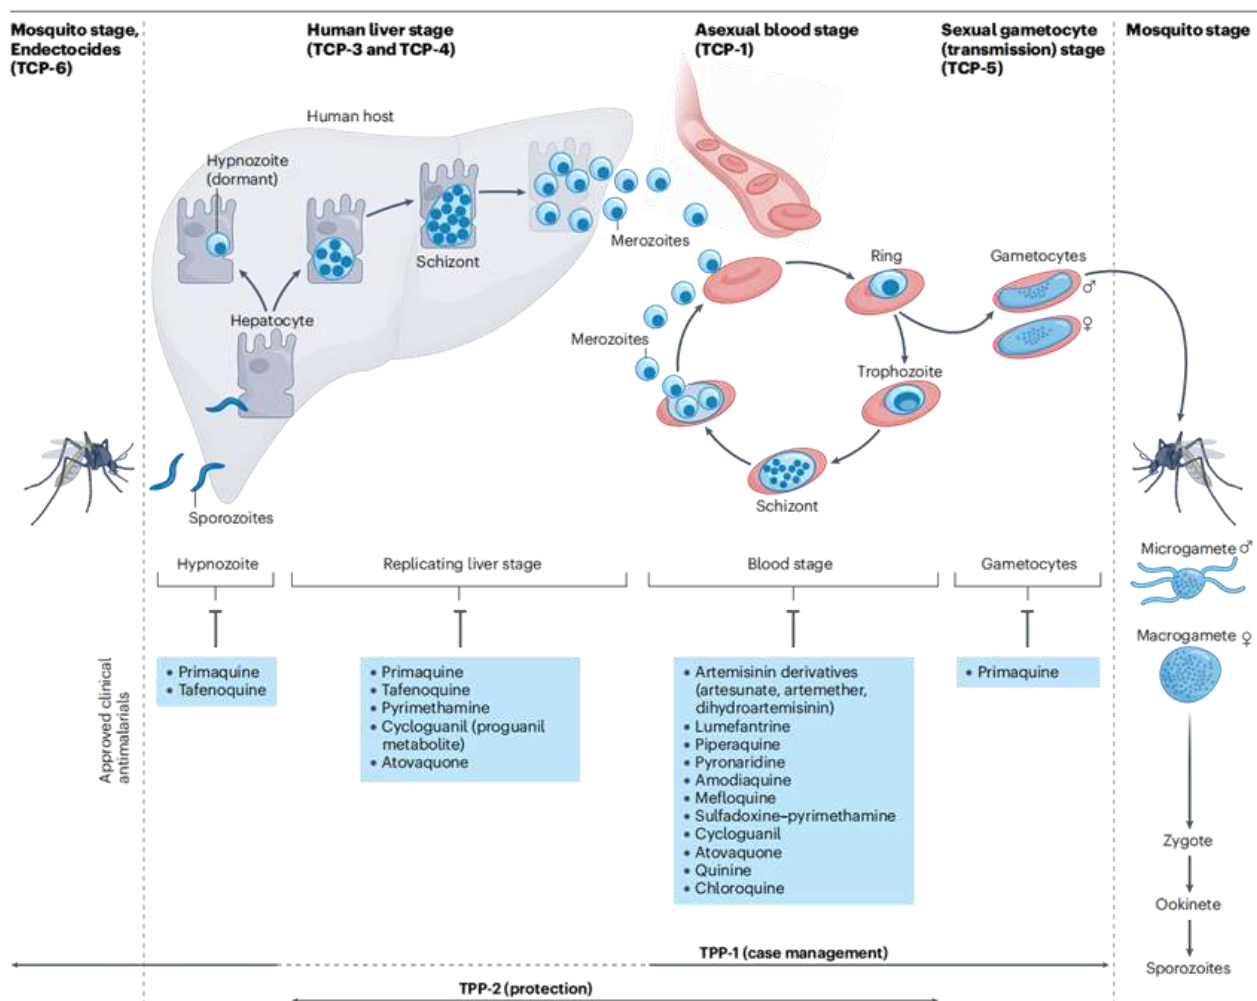 Mosquito stage,
Endectocides
(TCP-6)
Human liver stage
(TCP-3 and TCP-4)
Asexual blood stage
(TCP-1)
Sexual gametocyte
(transmission) stage
(TCP-5)
Mosquito stage
Human host
Hypnozoite
(dormant)
Schizont
Merozoites
Hepatocyte
Sporozoites
Merozoites
Ring
Gametocytes
♂
♀
Trophozoite
Schizont
Microgamete ♂
Macrogamete ♀
Zygote
Ookinete
Sporozoites
Hypnozoite
Replicating liver stage
Blood stage
Gametocytes
Approved clinical
antimalarials
• Primaquine
• Tafenoquine
• Primaquine
• Tafenoquine
• Pyrimethamine
• Cycloguanil (proguanil
metabolite)
• Atovaquone
• Artemisinin derivatives
(artesunate, artemether,
dihydroartemisinin)
• Lumefantrine
• Piperaquine
• Pyronaridine
• Amodiaquine
• Mefloquine
• Sulfadoxine–pyrimethamine
• Cycloguanil
• Atovaquone
• Quinine
• Chloroquine
• Primaquine
TPP-1 (case management)
TPP-2 (protection)